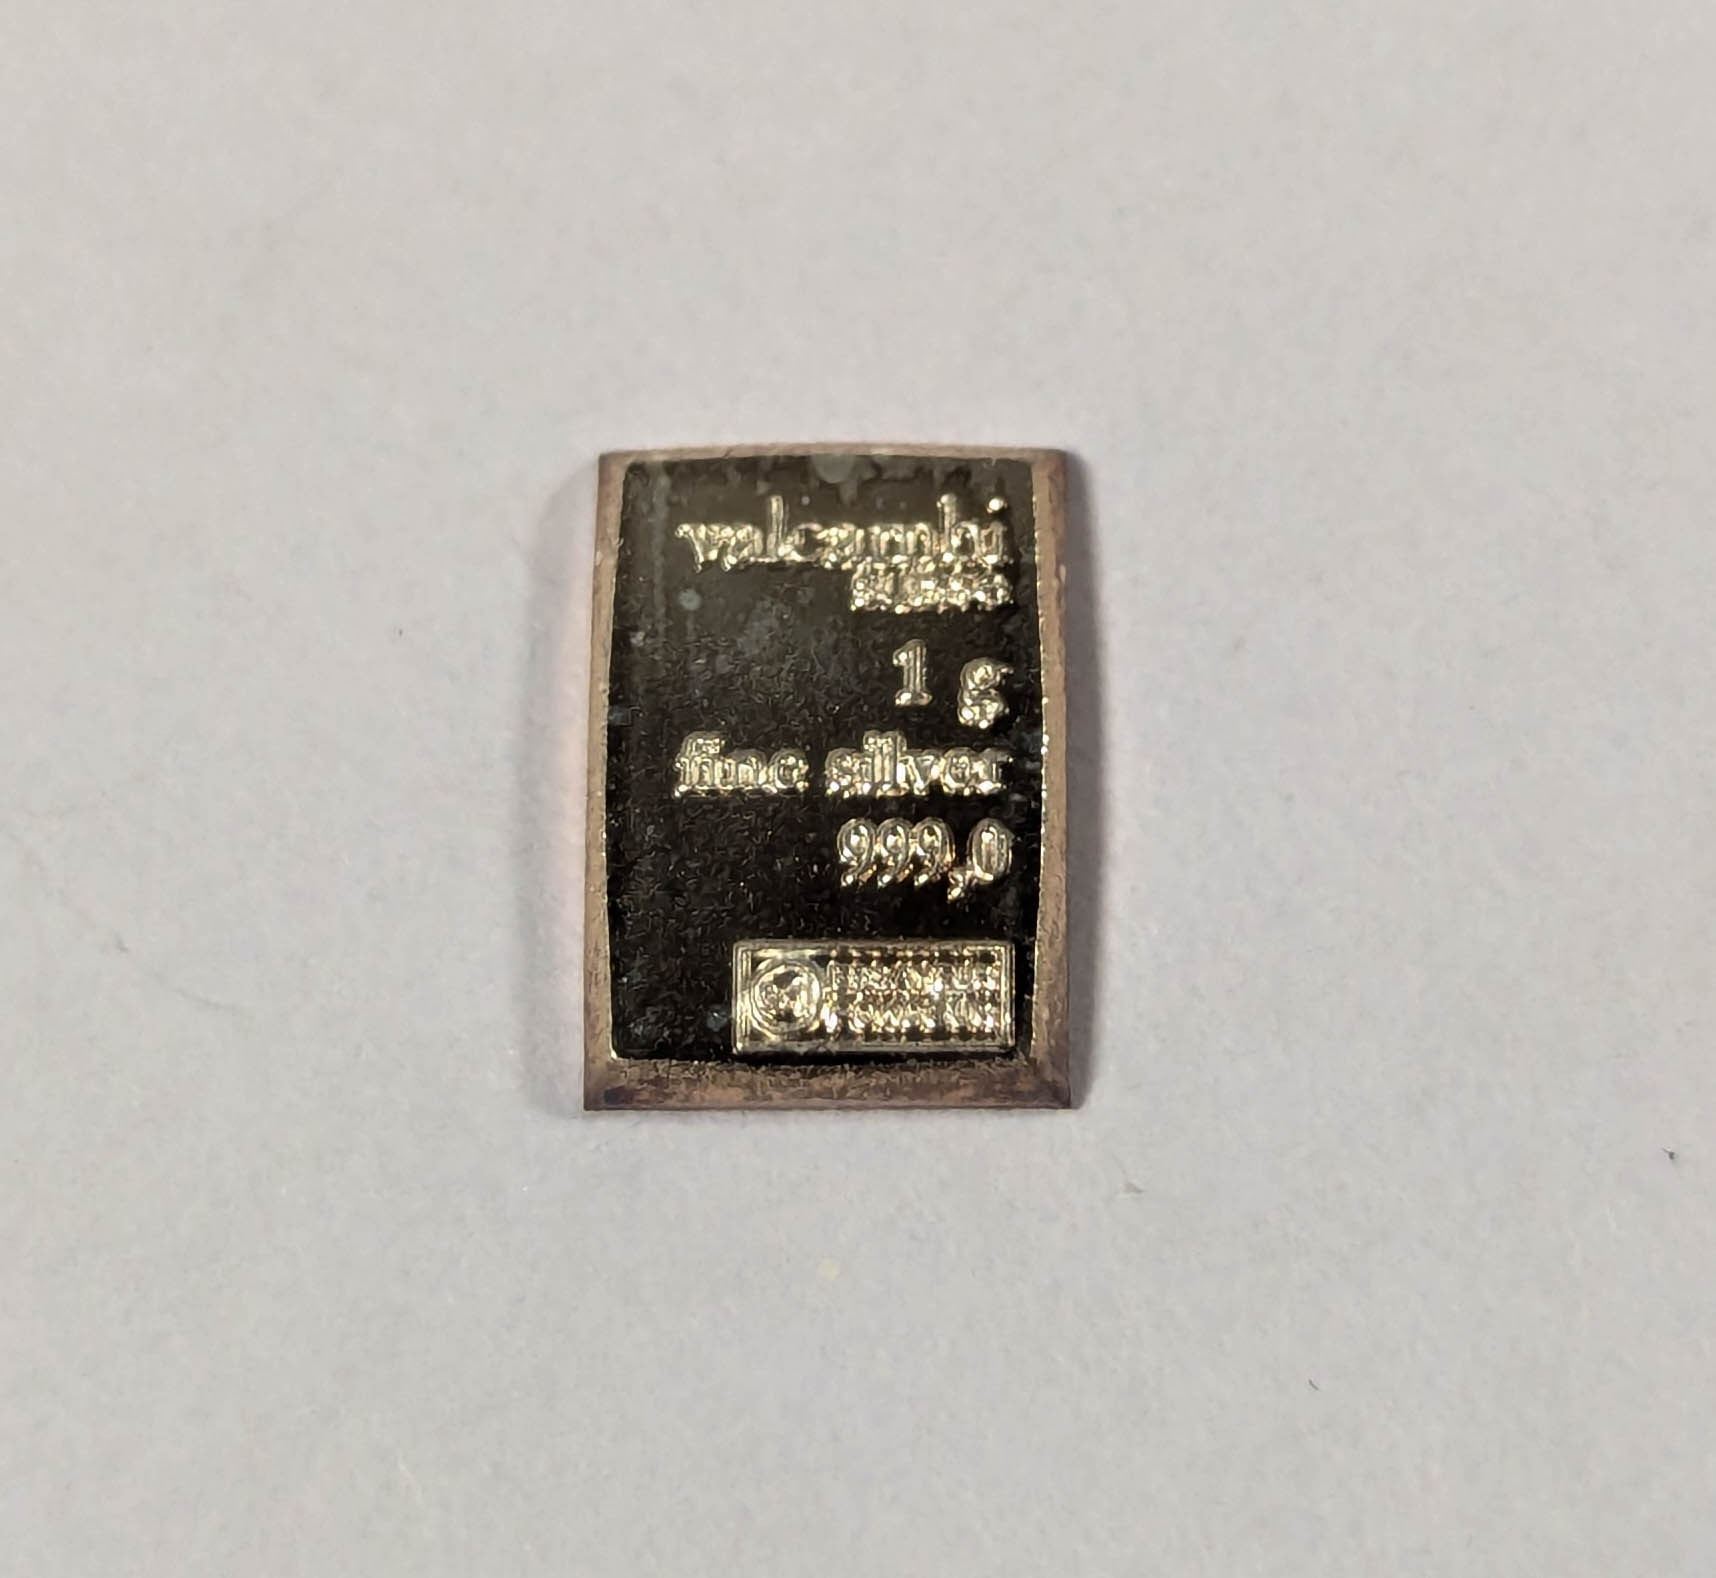 valcambi
suisse
1 g
fine silver
999,0